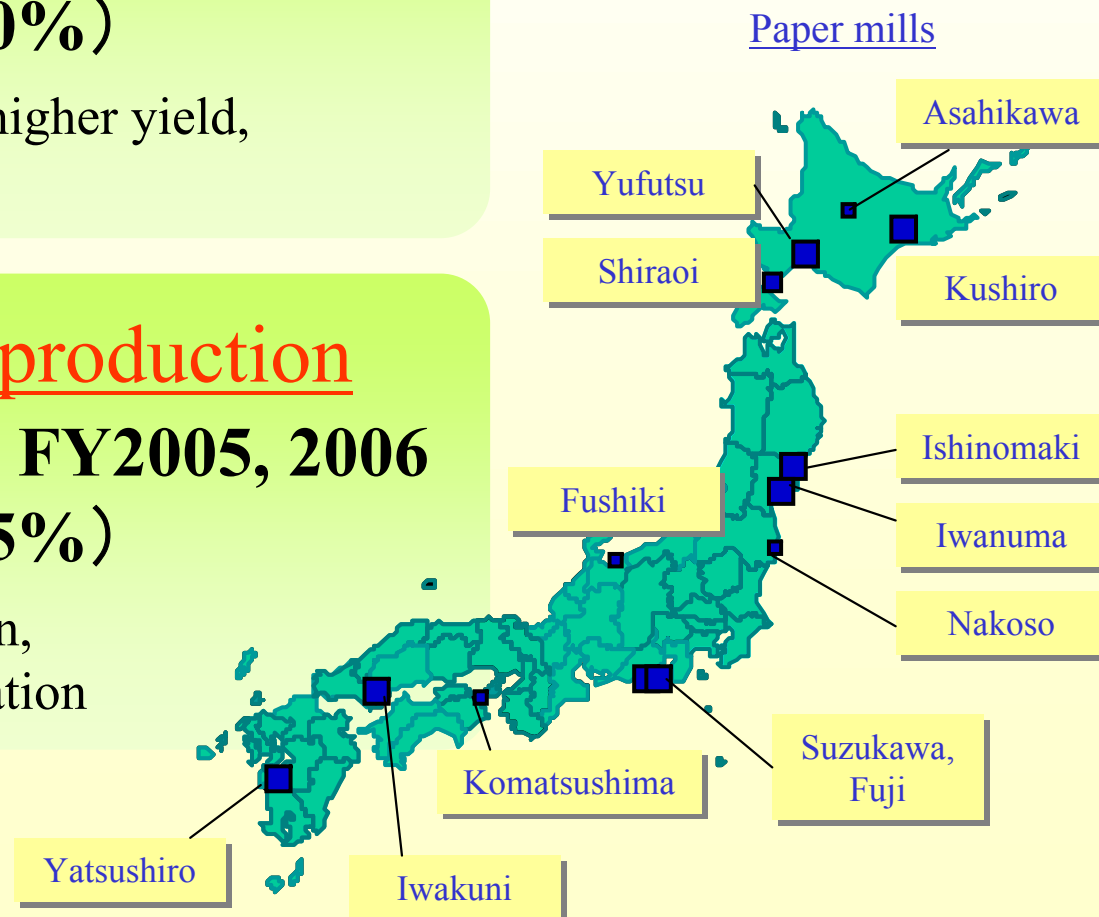 0%）
higher yield,
production
FY2005, 2006
5%）
n,
ation
Paper mills
Asahikawa
Yufutsu
Shiraoi
Kushiro
Ishinomaki
Fushiki
Iwanuma
Nakoso
Suzukawa,
Fuji
Komatsushima
Yatsushiro
Iwakuni